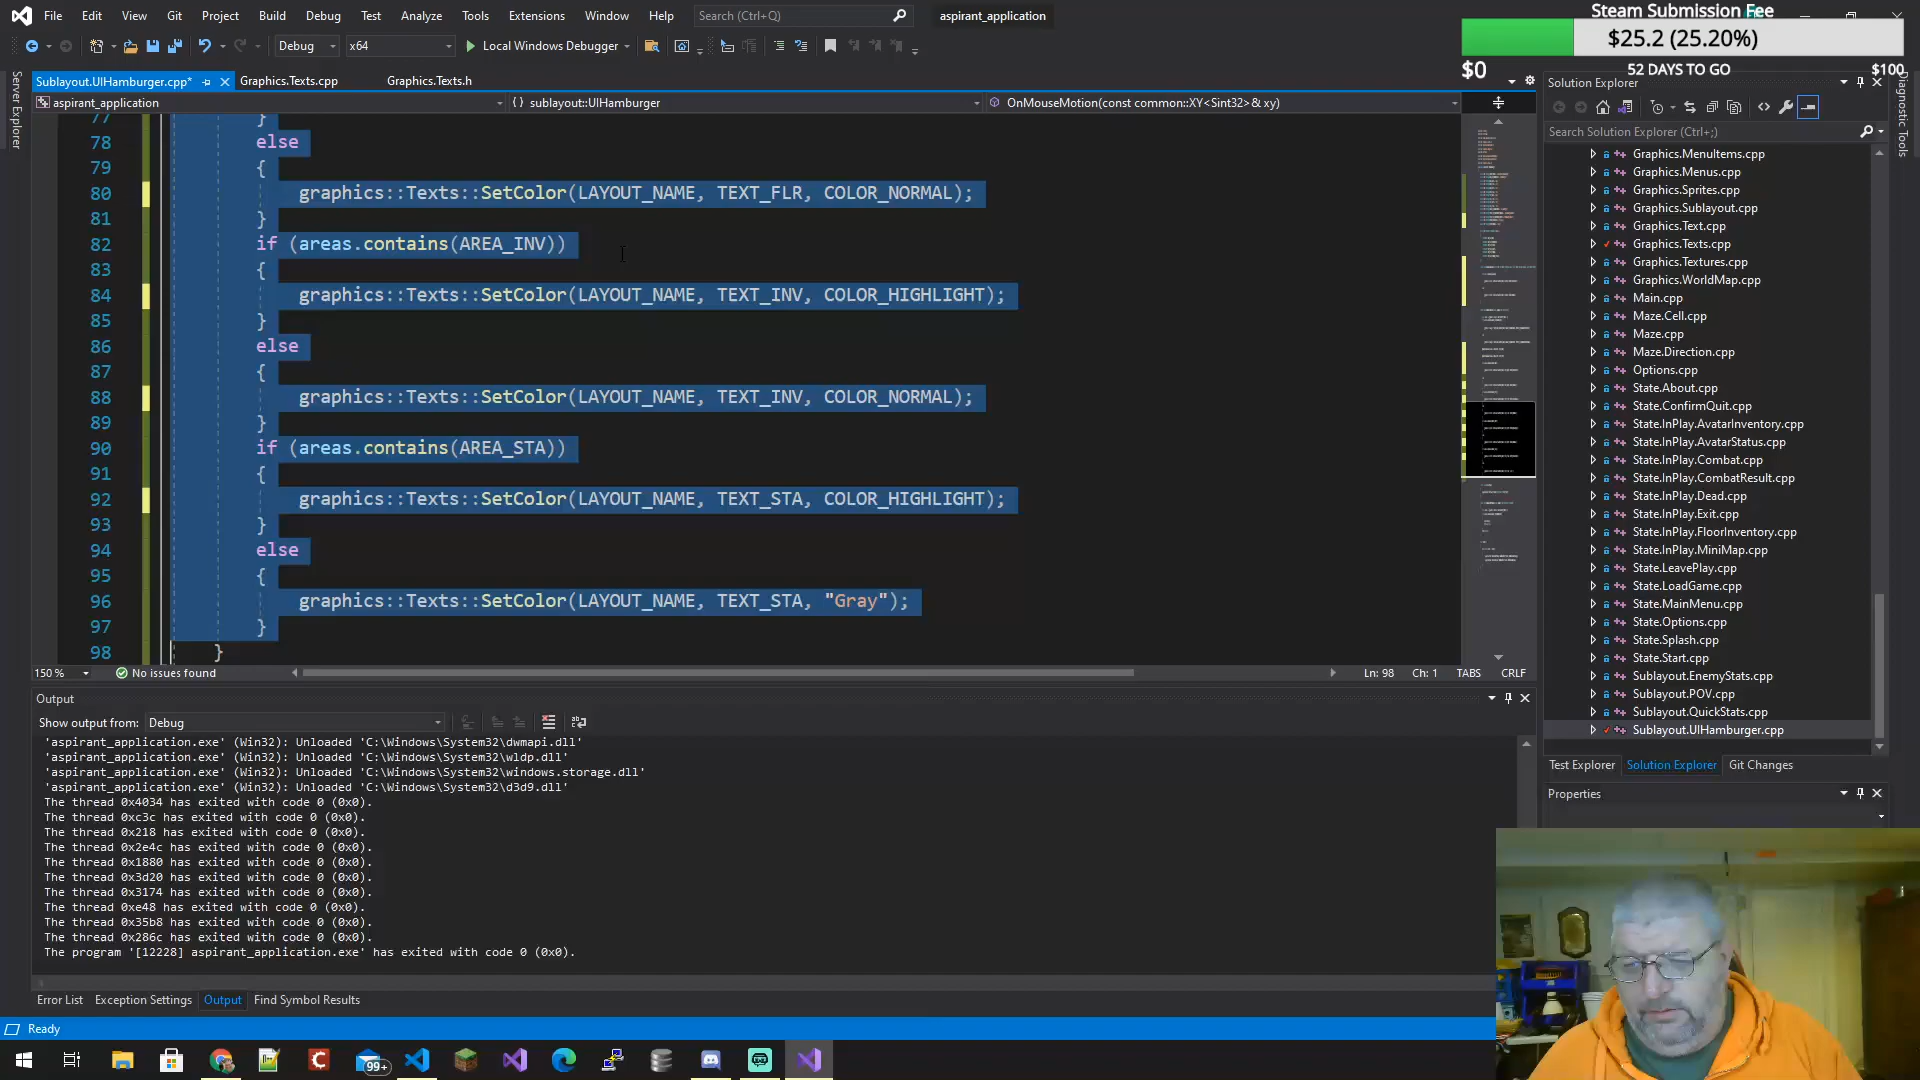 File Edit View Git Project Build Debug Test Analyze Tools Extensions Window Help Search (Ctrl+Q) aspirant_application
Steam Submission Fee
$25.2 (25.20%)
$0 52 DAYS TO GO $100
Debug x64 Local Windows Debugger
Server Explorer
Sublayout.UIHamburger.cpp* Graphics.Texts.cpp Graphics.Texts.h
aspirant_application {} sublayout::UIHamburger OnMouseMotion(const common::XY<Sint32>& xy)
77 }
78 else
79 {
80 graphics::Texts::SetColor(LAYOUT_NAME, TEXT_FLR, COLOR_NORMAL);
81 }
82 if (areas.contains(AREA_INV))
83 {
84 graphics::Texts::SetColor(LAYOUT_NAME, TEXT_INV, COLOR_HIGHLIGHT);
85 }
86 else
87 {
88 graphics::Texts::SetColor(LAYOUT_NAME, TEXT_INV, COLOR_NORMAL);
89 }
90 if (areas.contains(AREA_STA))
91 {
92 graphics::Texts::SetColor(LAYOUT_NAME, TEXT_STA, COLOR_HIGHLIGHT);
93 }
94 else
95 {
96 graphics::Texts::SetColor(LAYOUT_NAME, TEXT_STA, "Gray");
97 }
98 }
150 % No issues found Ln: 98 Ch: 1 TABS CRLF
Output
Show output from: Debug
'aspirant_application.exe' (Win32): Unloaded 'C:\Windows\System32\dwmapi.dll'
'aspirant_application.exe' (Win32): Unloaded 'C:\Windows\System32\wldp.dll'
'aspirant_application.exe' (Win32): Unloaded 'C:\Windows\System32\windows.storage.dll'
'aspirant_application.exe' (Win32): Unloaded 'C:\Windows\System32\d3d9.dll'
The thread 0x4034 has exited with code 0 (0x0).
The thread 0xc3c has exited with code 0 (0x0).
The thread 0x218 has exited with code 0 (0x0).
The thread 0x2e4c has exited with code 0 (0x0).
The thread 0x1880 has exited with code 0 (0x0).
The thread 0x3d20 has exited with code 0 (0x0).
The thread 0x3174 has exited with code 0 (0x0).
The thread 0xe48 has exited with code 0 (0x0).
The thread 0x35b8 has exited with code 0 (0x0).
The thread 0x286c has exited with code 0 (0x0).
The program '[12228] aspirant_application.exe' has exited with code 0 (0x0).
Error List Exception Settings Output Find Symbol Results
Ready
99+
Solution Explorer
Search Solution Explorer (Ctrl+;)
Graphics.MenuItems.cpp
Graphics.Menus.cpp
Graphics.Sprites.cpp
Graphics.Sublayout.cpp
Graphics.Text.cpp
Graphics.Texts.cpp
Graphics.Textures.cpp
Graphics.WorldMap.cpp
Main.cpp
Maze.Cell.cpp
Maze.cpp
Maze.Direction.cpp
Options.cpp
State.About.cpp
State.ConfirmQuit.cpp
State.InPlay.AvatarInventory.cpp
State.InPlay.AvatarStatus.cpp
State.InPlay.Combat.cpp
State.InPlay.CombatResult.cpp
State.InPlay.Dead.cpp
State.InPlay.Exit.cpp
State.InPlay.FloorInventory.cpp
State.InPlay.MiniMap.cpp
State.LeavePlay.cpp
State.LoadGame.cpp
State.MainMenu.cpp
State.Options.cpp
State.Splash.cpp
State.Start.cpp
Sublayout.EnemyStats.cpp
Sublayout.POV.cpp
Sublayout.QuickStats.cpp
Sublayout.UIHamburger.cpp
Test Explorer Solution Explorer Git Changes
Properties
Diagnostic Tools